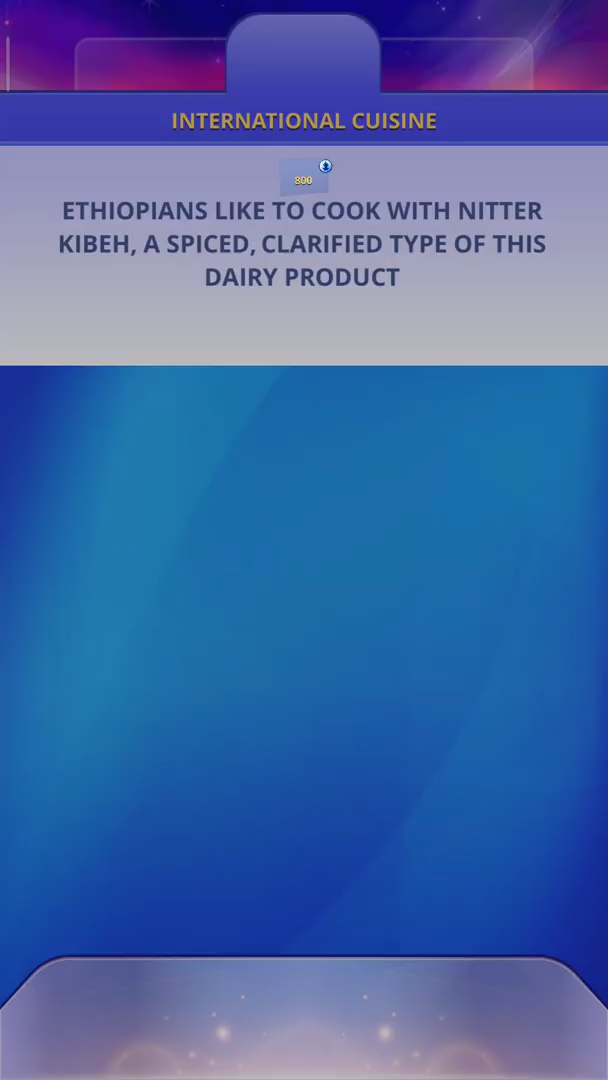 INTERNATIONAL CUISINE
800
ETHIOPIANS LIKE TO COOK WITH NITTER
KIBEH, A SPICED, CLARIFIED TYPE OF THIS
DAIRY PRODUCT